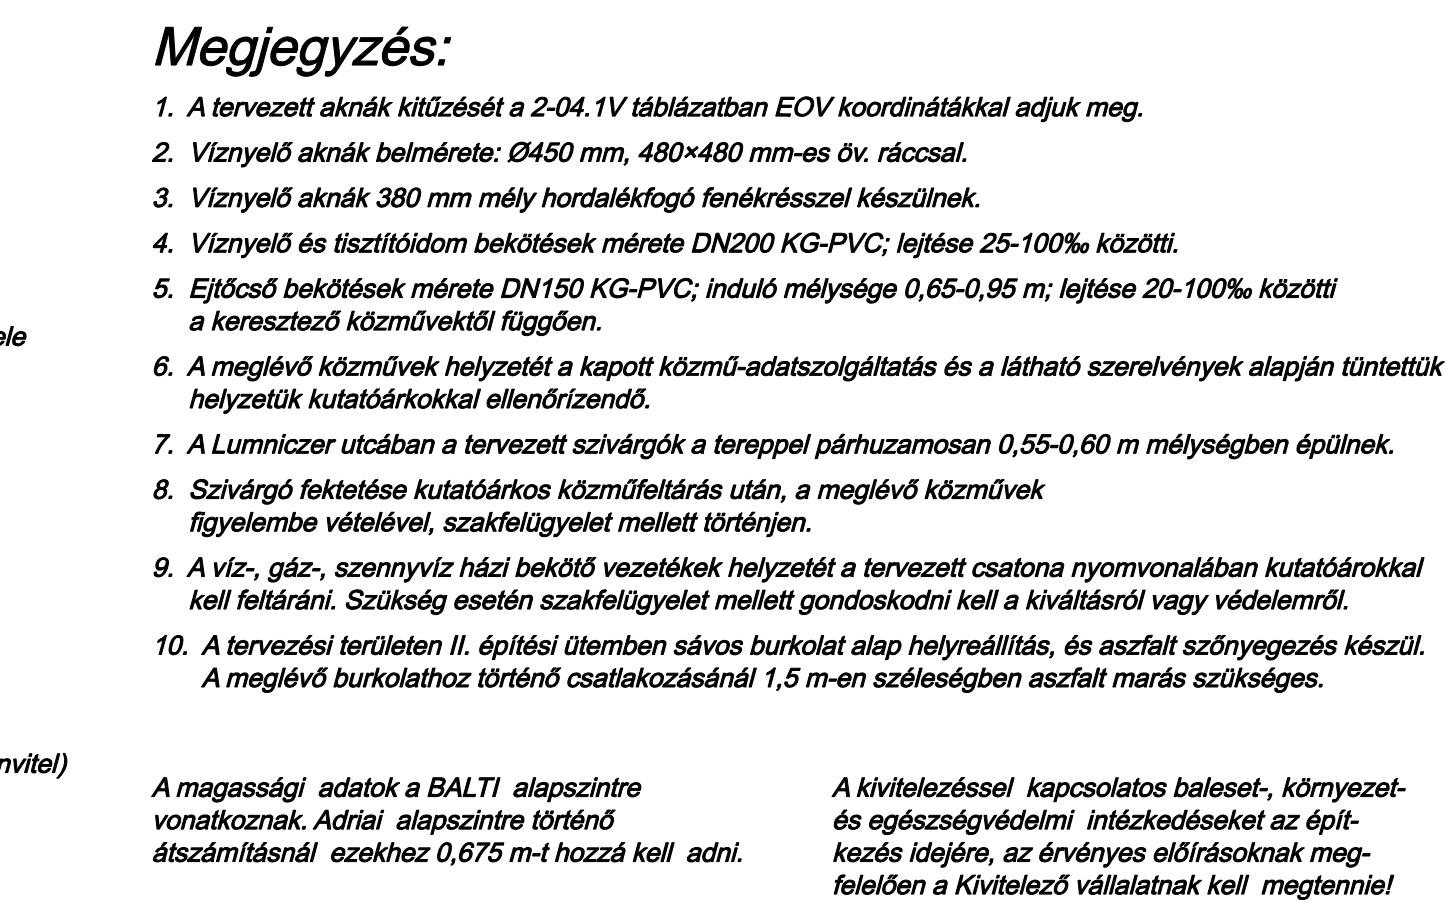 Megjegyzés:
1. A tervezett aknák kitűzését a 2-04.1V táblázatban EOV koordinátákkal adjuk meg.
2. Víznyelő aknák belmérete: Ø450 mm, 480×480 mm-es öv. ráccsal.
3. Víznyelő aknák 380 mm mély hordalékfogó fenékrésszel készülnek.
4. Víznyelő és tisztítóidom bekötések mérete DN200 KG-PVC; lejtése 25-100‰ közötti.
5. Ejtőcső bekötések mérete DN150 KG-PVC; induló mélysége 0,65-0,95 m; lejtése 20-100‰ közötti
a keresztező közművektől függően.
ele
6. A meglévő közművek helyzetét a kapott közmű-adatszolgáltatás és a látható szerelvények alapján tüntettük
helyzetük kutatóárkokkal ellenőrízendő.
7. A Lumniczer utcában a tervezett szivárgók a tereppel párhuzamosan 0,55-0,60 m mélységben épülnek.
8. Szivárgó fektetése kutatóárkos közműfeltárás után, a meglévő közművek
figyelembe vételével, szakfelügyelet mellett történjen.
9. A víz-, gáz-, szennyvíz házi bekötő vezetékek helyzetét a tervezett csatona nyomvonalában kutatóárokkal
kell feltáráni. Szükség esetén szakfelügyelet mellett gondoskodni kell a kiváltásról vagy védelemről.
10. A tervezési területen II. építési ütemben sávos burkolat alap helyreállítás, és aszfalt szőnyegezés készül.
A meglévő burkolathoz történő csatlakozásánál 1,5 m-en széleségben aszfalt marás szükséges.
nvitel)
A magassági adatok a BALTI alapszintre
vonatkoznak. Adriai alapszintre történő
átszámításnál ezekhez 0,675 m-t hozzá kell adni.
A kivitelezéssel kapcsolatos baleset-, környezet-
és egészségvédelmi intézkedéseket az épít-
kezés idejére, az érvényes előírásoknak meg-
felelően a Kivitelező vállalatnak kell megtennie!